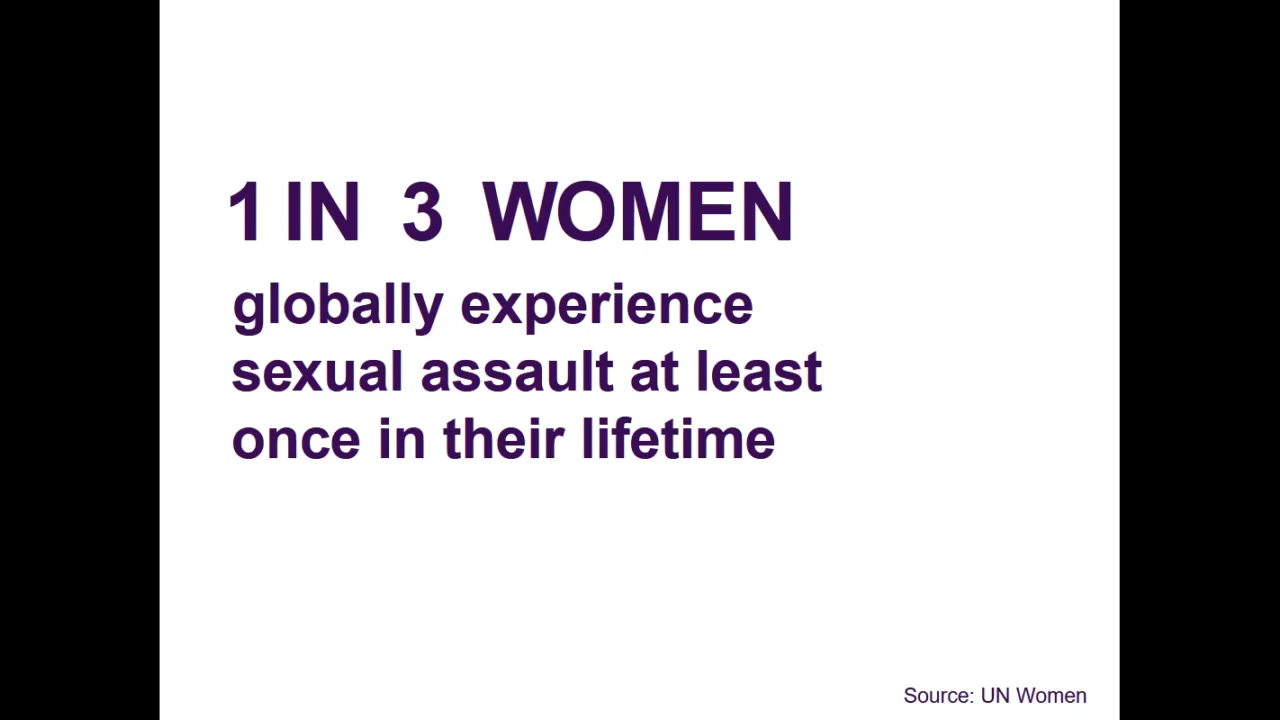 1 IN 3 WOMEN
globally experience
sexual assault at least
once in their lifetime
Source: UN Women